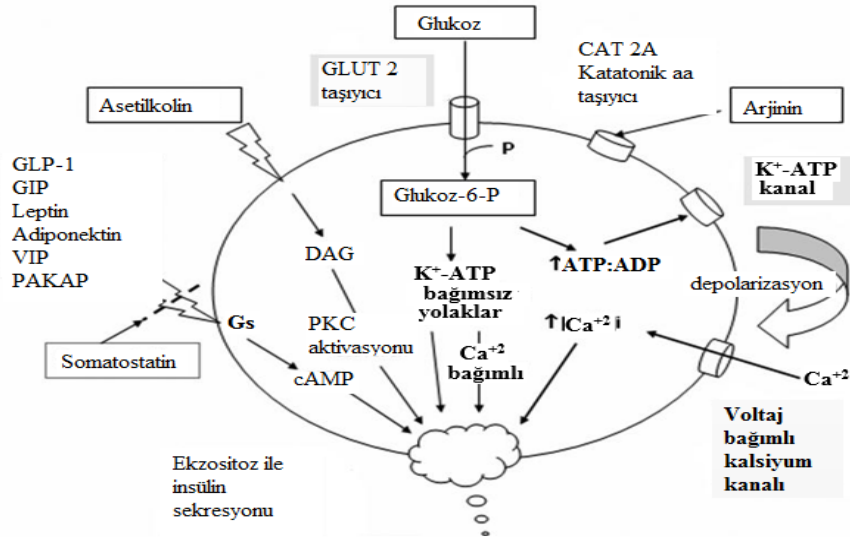 Glukoz
GLUT 2
taşıyıcı
CAT 2A
Katatonik aa
taşıyıcı
Asetilkolin
Arjinin
P
GLP-1
GIP
Leptin
Adiponektin
VIP
PAKAP
K⁺-ATP
kanal
Glukoz-6-P
DAG
K⁺-ATP
bağımsız
yolaklar
↑ATP:ADP
depolarizasyon
Gs
PKC
aktivasyonu
↑[Ca⁺²]i
Somatostatin
cAMP
Ca⁺²
bağımlı
Ca⁺²
Voltaj
bağımlı
kalsiyum
kanalı
Ekzositoz ile
insülin
sekresyonu